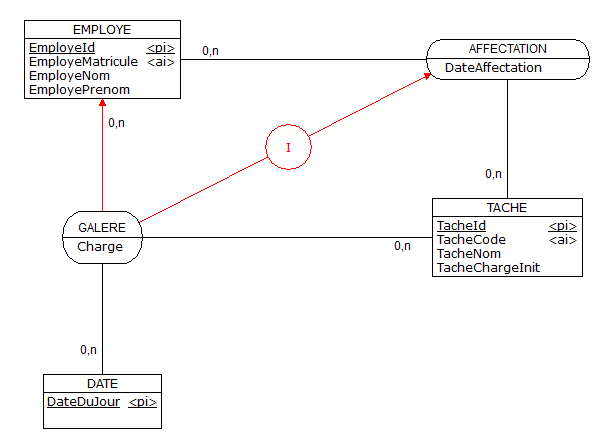 EMPLOYE
EmployeId <pi>
EmployeMatricule <ai>
EmployeNom
EmployePrenom
0,n
AFFECTATION
DateAffectation
0,n
I
0,n
TACHE
TacheId <pi>
TacheCode <ai>
TacheNom
TacheChargeInit
GALERE
Charge
0,n
0,n
DATE
DateDuJour <pi>